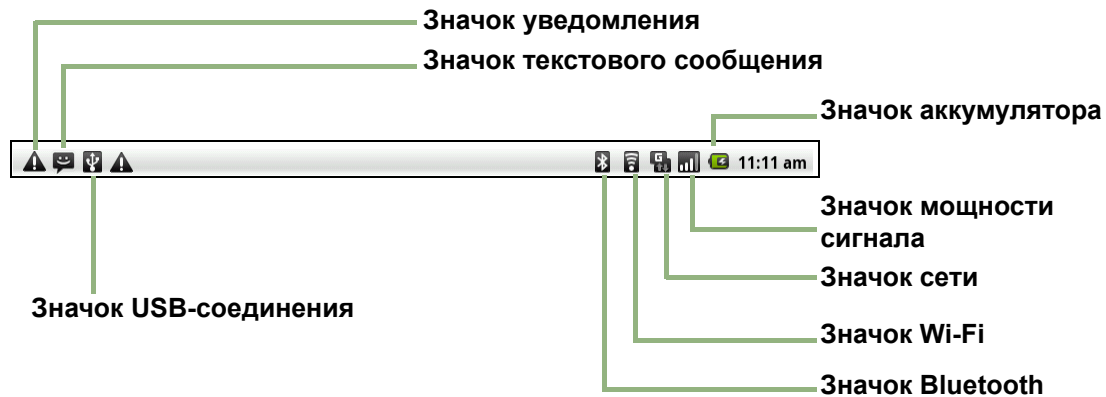 Значок уведомления
Значок текстового сообщения
Значок аккумулятора
11:11 am
Значок мощности
сигнала
Значок сети
Значок USB-соединения
Значок Wi-Fi
Значок Bluetooth